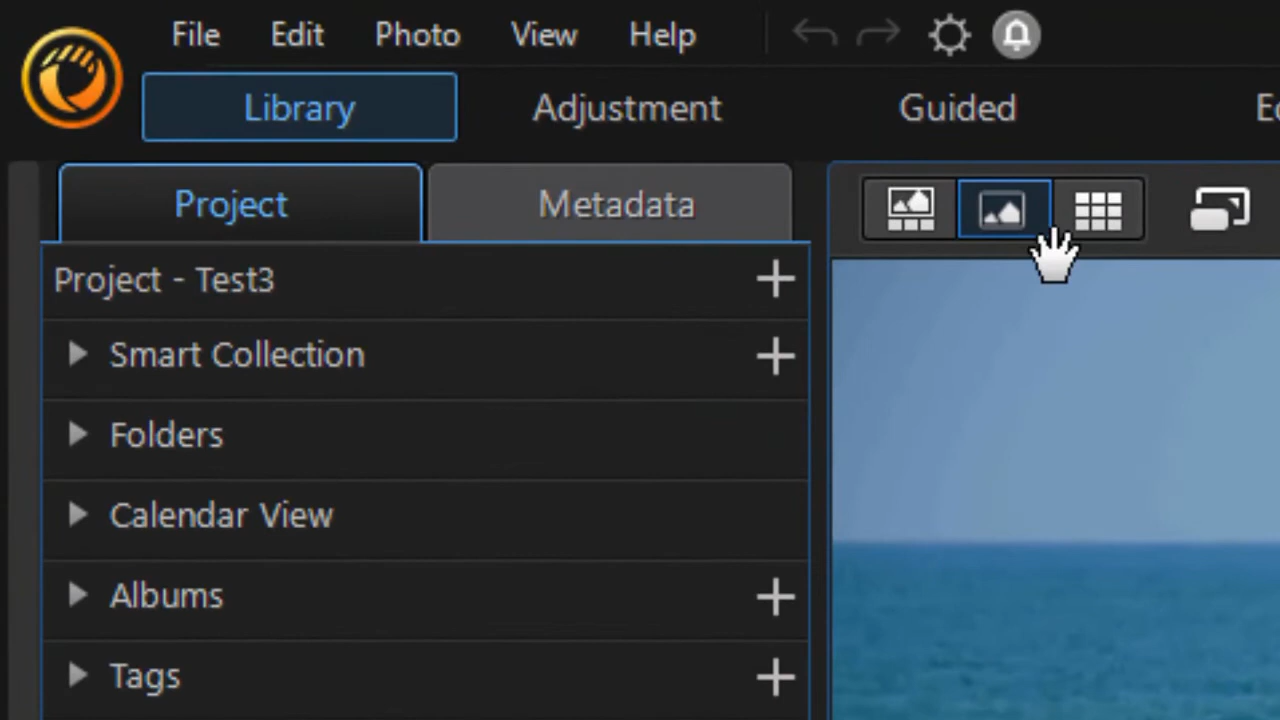 File Edit Photo View Help
Library Adjustment Guided
Project Metadata
Project - Test3
Smart Collection
Folders
Calendar View
Albums
Tags